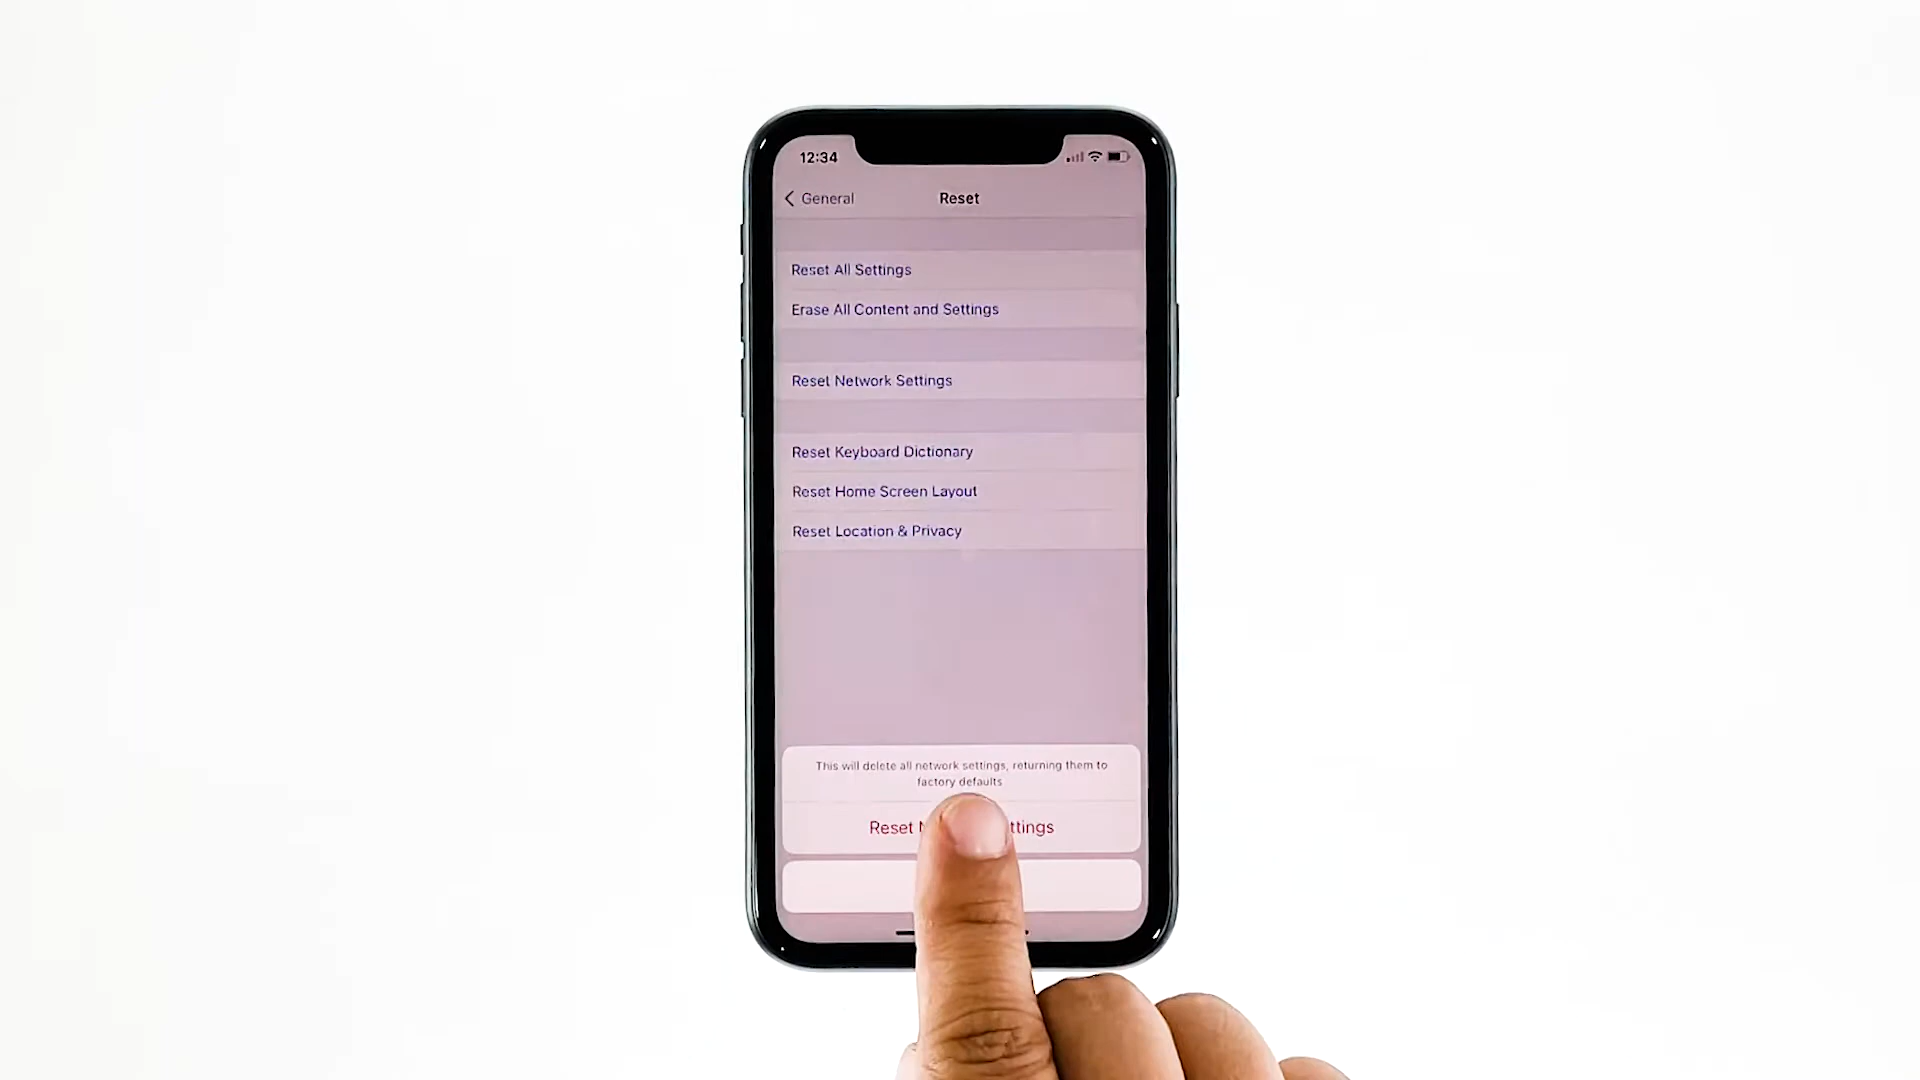 12:34
General
Reset
Reset All Settings
Erase All Content and Settings
Reset Network Settings
Reset Keyboard Dictionary
Reset Home Screen Layout
Reset Location & Privacy
This will delete all network settings, returning them to
factory defaults
Reset ttings